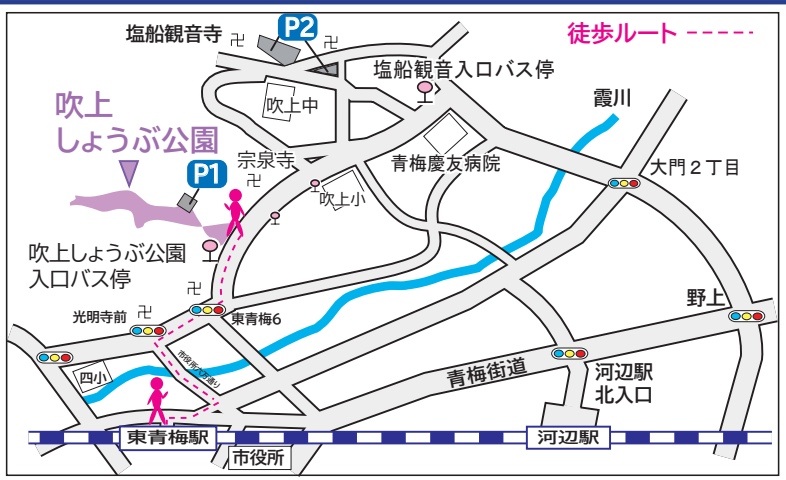 塩船観音寺
P2
徒歩ルート
塩船観音入口バス停
吹上中
霞川
吹上
しょうぶ公園
宗泉寺
P1
青梅慶友病院
大門２丁目
吹上小
吹上しょうぶ公園
入口バス停
光明寺前
東青梅6
野上
四小
市役所六万通り
青梅街道
河辺駅
北入口
東青梅駅
河辺駅
市役所